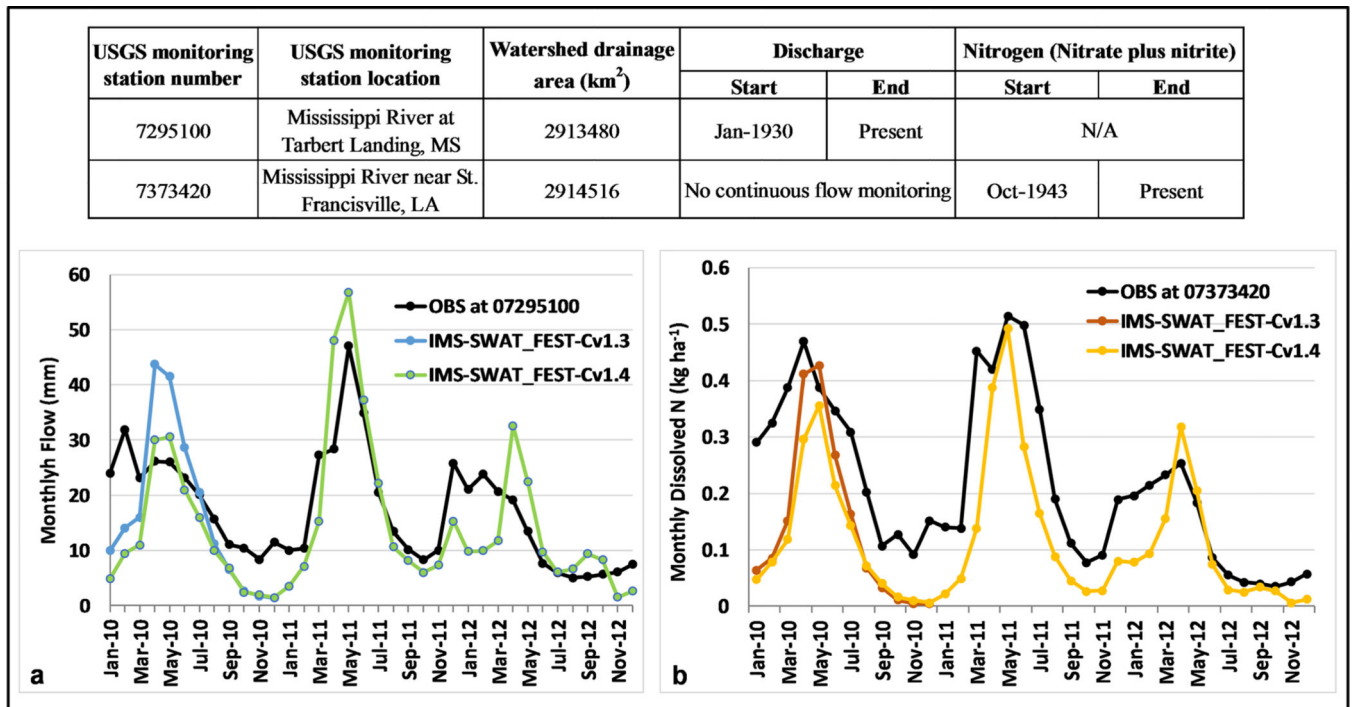 USGS monitoring station number
USGS monitoring station location
Watershed drainage area (km2)
Discharge
Nitrogen (Nitrate plus nitrite)
Start
End
Start
End
7295100
Mississippi River at Tarbert Landing, MS
2913480
Jan-1930
Present
N/A
7373420
Mississippi River near St. Francisville, LA
2914516
No continuous flow monitoring
Oct-1943
Present
Monthlyh Flow (mm)
60
50
40
30
20
10
0
OBS at 07295100
IMS-SWAT_FEST-Cv1.3
IMS-SWAT_FEST-Cv1.4
Jan-10
Mar-10
May-10
Jul-10
Sep-10
Nov-10
Jan-11
Mar-11
May-11
Jul-11
Sep-11
Nov-11
Jan-12
Mar-12
May-12
Jul-12
Sep-12
Nov-12
a
Monthly Dissolved N (kg ha-1)
0.6
0.5
0.4
0.3
0.2
0.1
0
OBS at 07373420
IMS-SWAT_FEST-Cv1.3
IMS-SWAT_FEST-Cv1.4
Jan-10
Mar-10
May-10
Jul-10
Sep-10
Nov-10
Jan-11
Mar-11
May-11
Jul-11
Sep-11
Nov-11
Jan-12
Mar-12
May-12
Jul-12
Sep-12
Nov-12
b